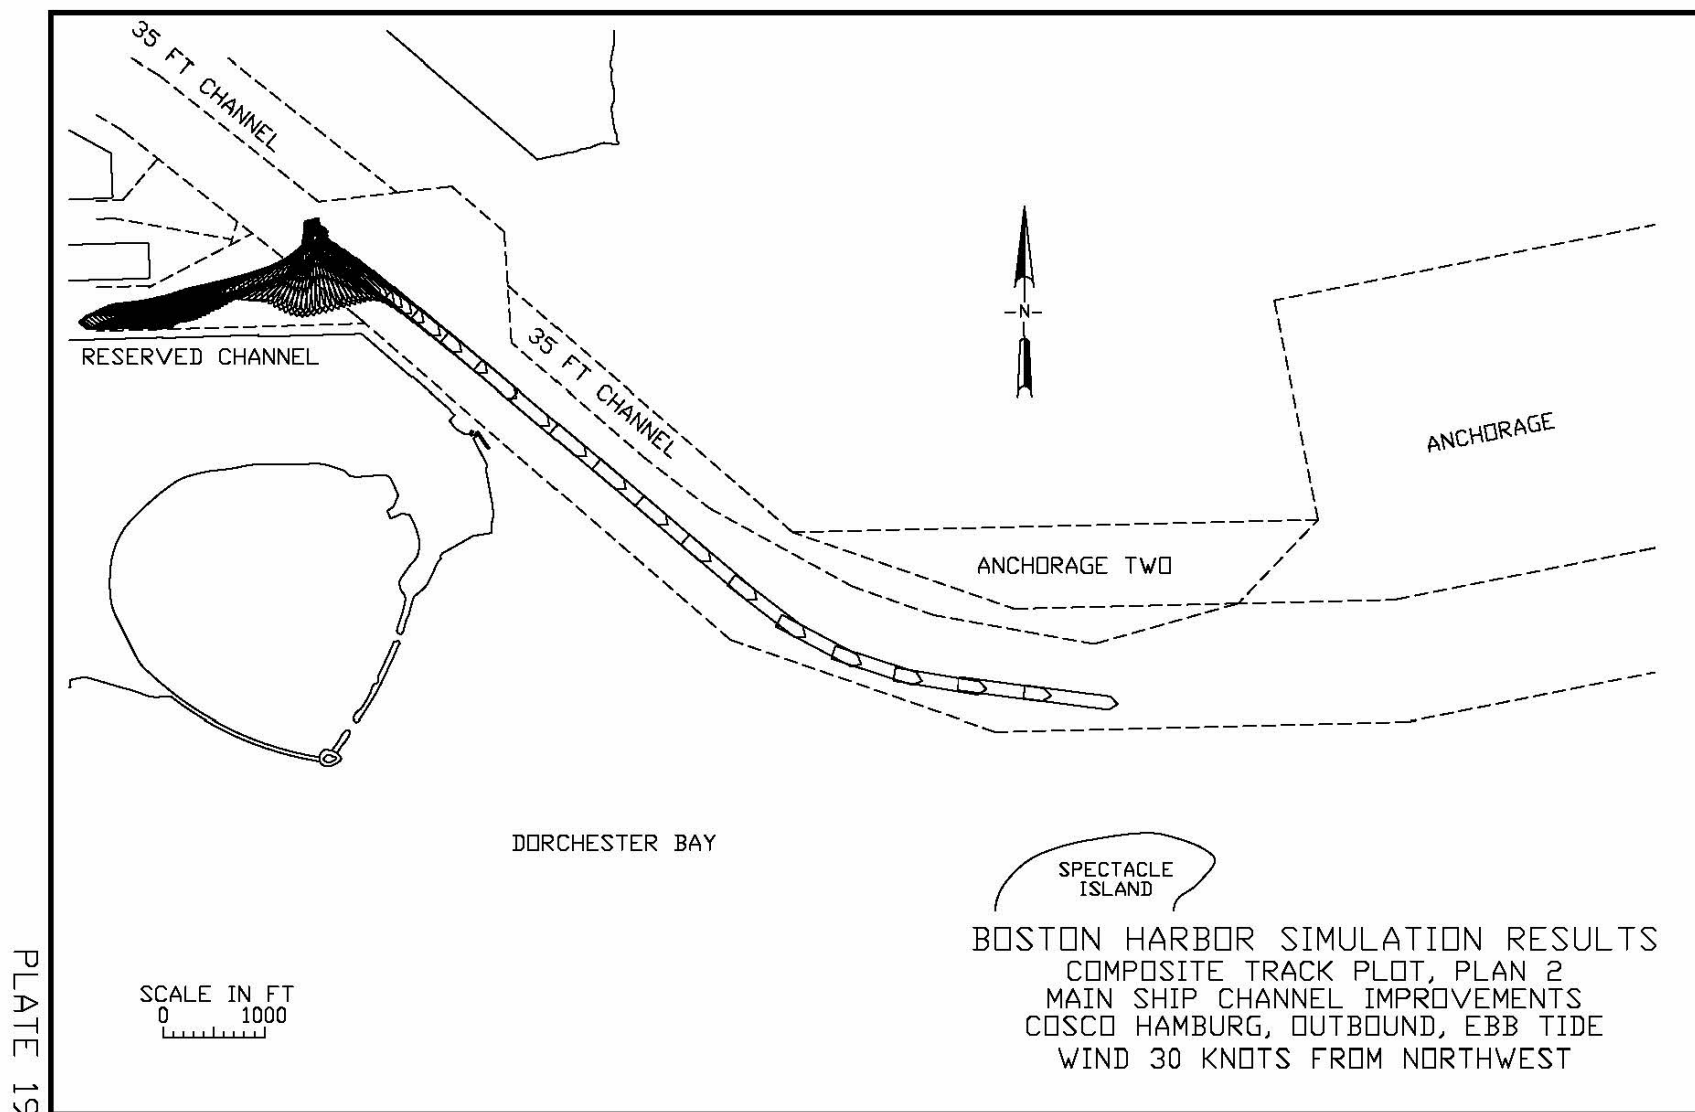 35 FT CHANNEL
-N-
35 FT CHANNEL
RESERVED CHANNEL
ANCHORAGE
ANCHORAGE TWO
DORCHESTER BAY
SPECTACLE
ISLAND
BOSTON HARBOR SIMULATION RESULTS
COMPOSITE TRACK PLOT, PLAN 2
MAIN SHIP CHANNEL IMPROVEMENTS
COSCO HAMBURG, OUTBOUND, EBB TIDE
WIND 30 KNOTS FROM NORTHWEST
SCALE IN FT
0 1000
PLATE 19